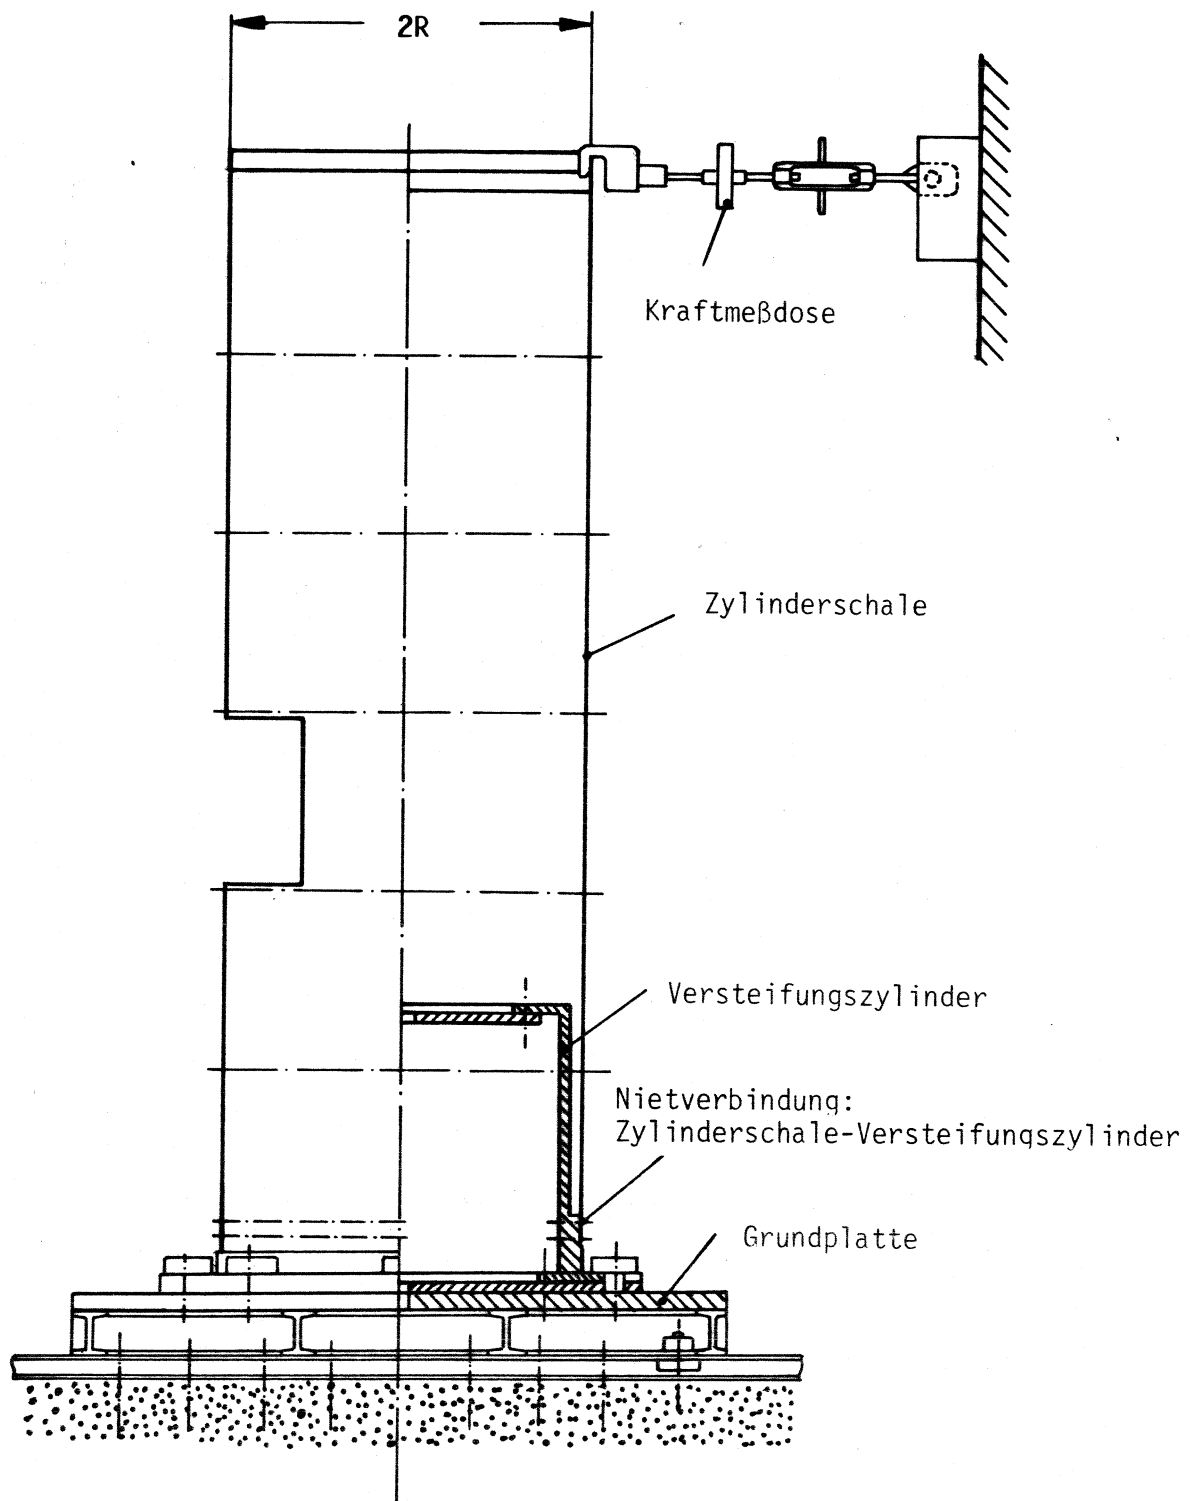 2R
Kraftmeßdose
Zylinderschale
Versteifungszylinder
Nietverbindung:
Zylinderschale-Versteifungszylinder
Grundplatte